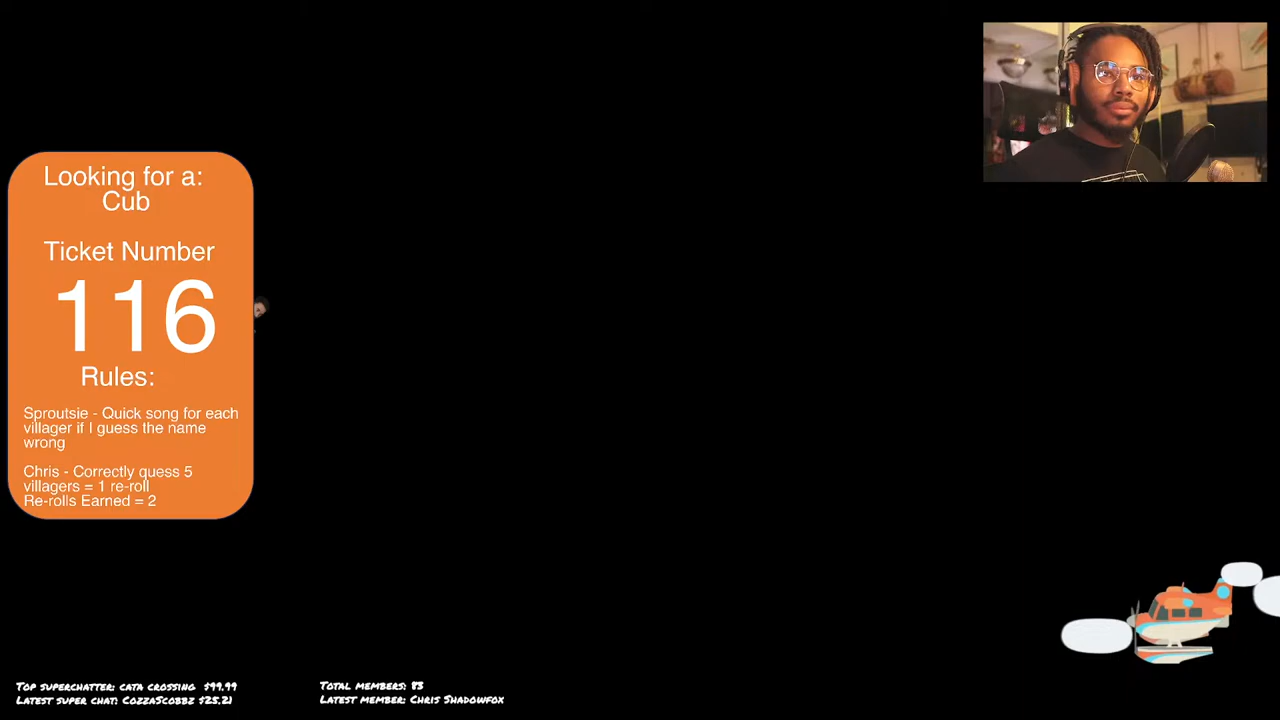 Looking for a:
Cub
Ticket Number
116
Rules:
Sproutsie - Quick song for each
villager if I guess the name
wrong
Chris - Correctly quess 5
villagers = 1 re-roll
Re-rolls Earned = 2
Top superchatter: cata crossing $99.99
Latest super chat: CozzaScobbz $25.21
Total members: 83
Latest member: Chris Shadowfox